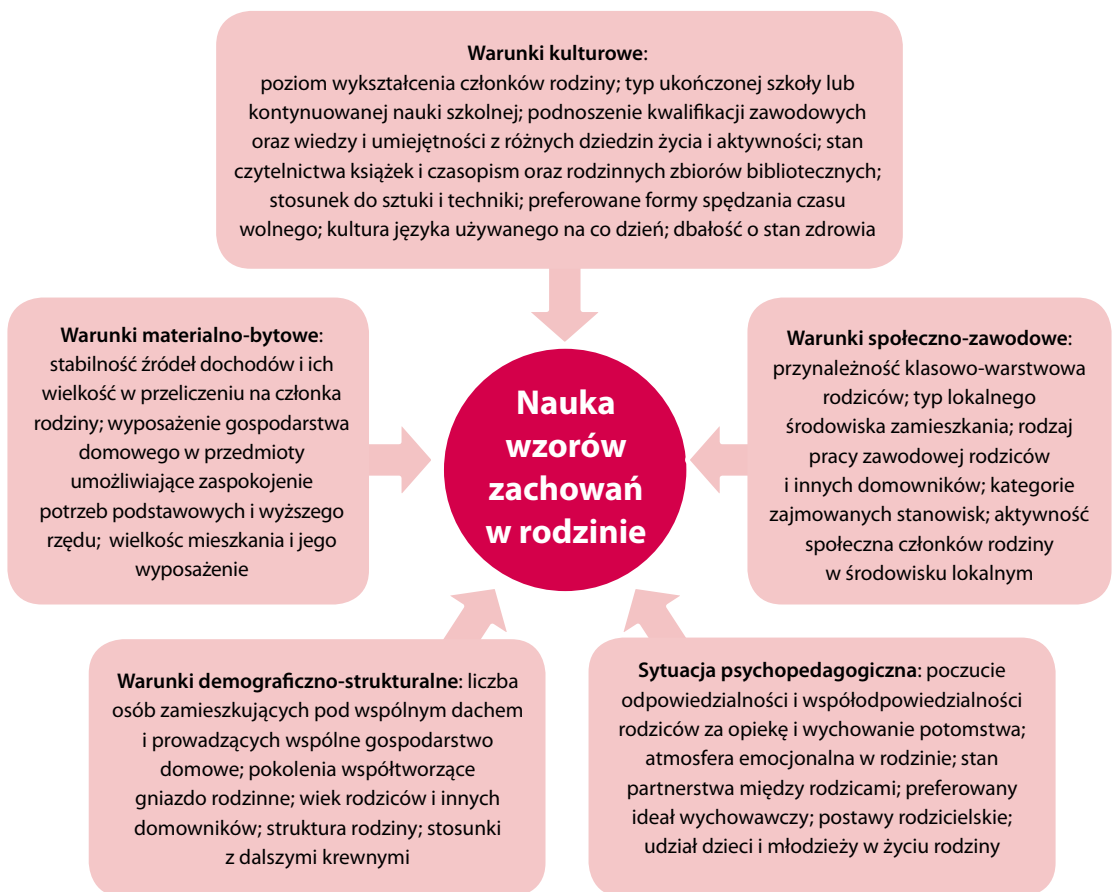 Warunki kulturowe:
poziom wykształcenia członków rodziny; typ ukończonej szkoły lub
kontynuowanej nauki szkolnej; podnoszenie kwalifikacji zawodowych
oraz wiedzy i umiejętności z różnych dziedzin życia i aktywności; stan
czytelnictwa książek i czasopism oraz rodzinnych zbiorów bibliotecznych;
stosunek do sztuki i techniki; preferowane formy spędzania czasu
wolnego; kultura języka używanego na co dzień; dbałość o stan zdrowia
Warunki materialno-bytowe:
stabilność źródeł dochodów i ich
wielkość w przeliczeniu na członka
rodziny; wyposażenie gospodarstwa
domowego w przedmioty
umożliwiające zaspokojenie
potrzeb podstawowych i wyższego
rzędu; wielkośc mieszkania i jego
wyposażenie
Nauka
wzorów
zachowań
w rodzinie
Warunki społeczno-zawodowe:
przynależność klasowo-warstwowa
rodziców; typ lokalnego
środowiska zamieszkania; rodzaj
pracy zawodowej rodziców
i innych domowników; kategorie
zajmowanych stanowisk; aktywność
społeczna członków rodziny
w środowisku lokalnym
Warunki demograficzno-strukturalne: liczba
osób zamieszkujących pod wspólnym dachem
i prowadzących wspólne gospodarstwo
domowe; pokolenia współtworzące
gniazdo rodzinne; wiek rodziców i innych
domowników; struktura rodziny; stosunki
z dalszymi krewnymi
Sytuacja psychopedagogiczna: poczucie
odpowiedzialności i współodpowiedzialności
rodziców za opiekę i wychowanie potomstwa;
atmosfera emocjonalna w rodzinie; stan
partnerstwa między rodzicami; preferowany
ideał wychowawczy; postawy rodzicielskie;
udział dzieci i młodzieży w życiu rodziny